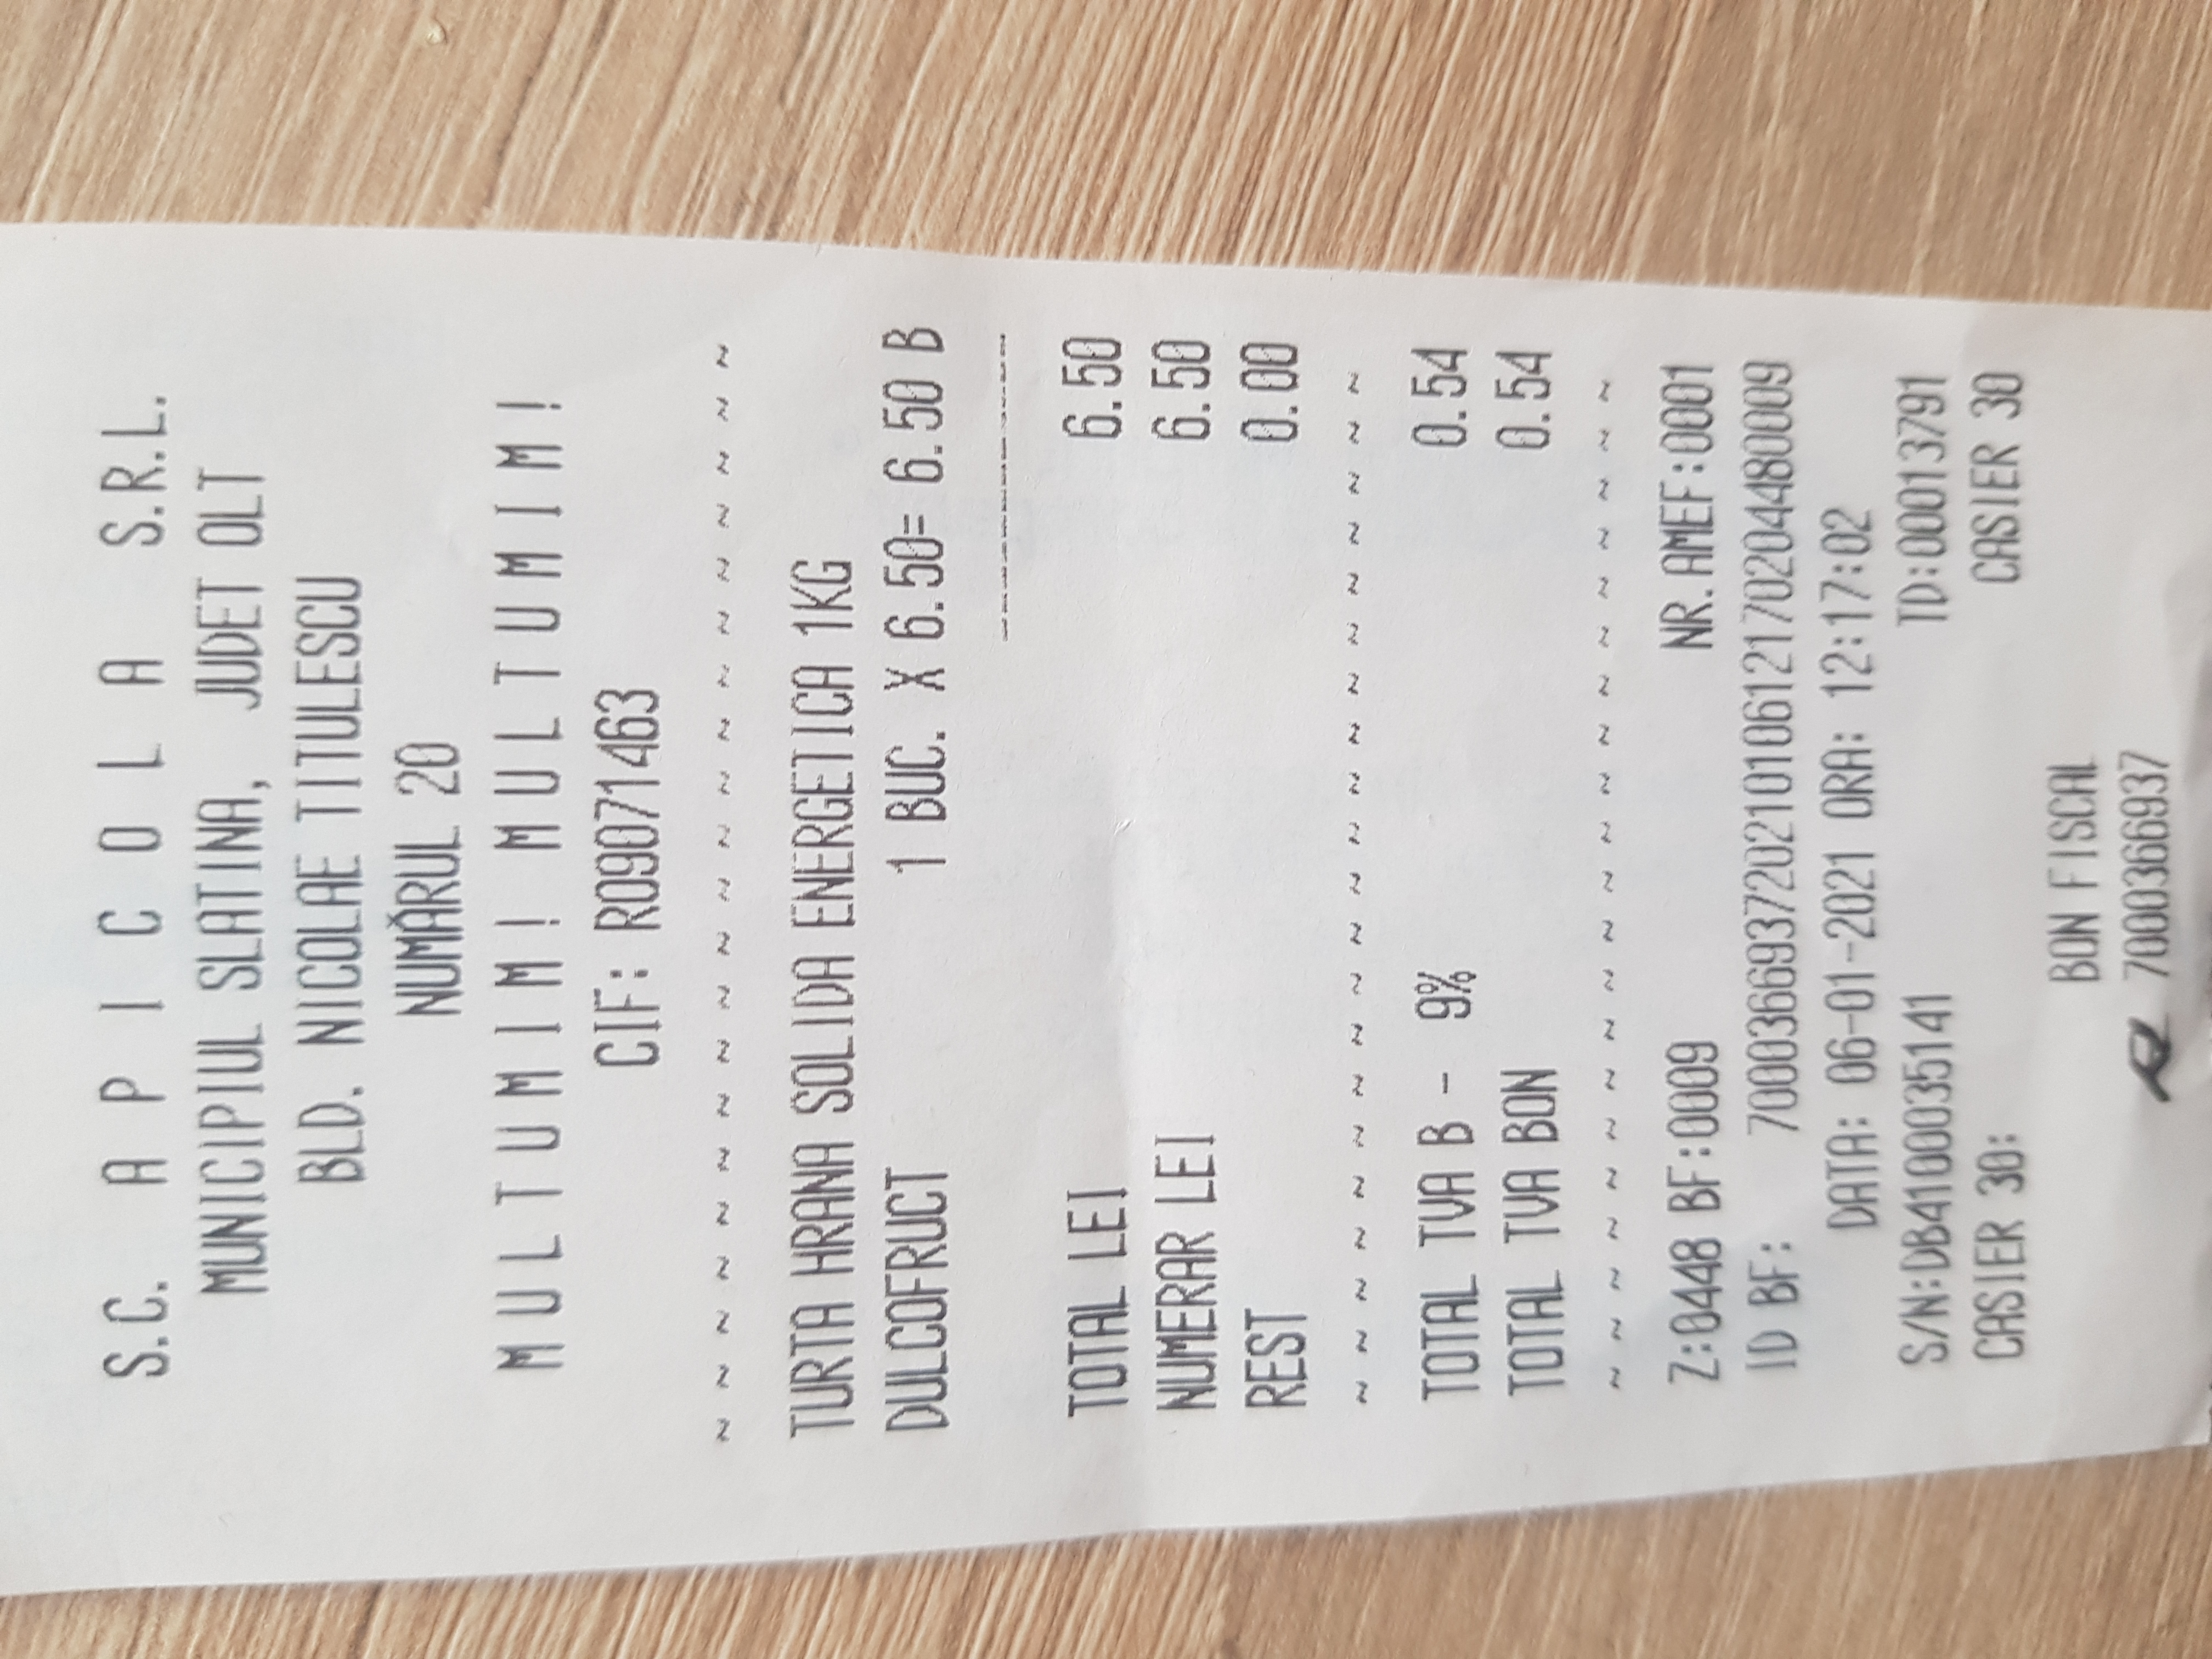 S.C. A P I C O L A S.R.L.
MUNICIPIUL SLATINA, JUDET OLT
BLD. NICOLAE TITULESCU
NUMĂRUL 20
M U L T U M I M ! M U L T U M I M !
CIF: RO9071463
~ ~ ~ ~ ~ ~ ~ ~ ~ ~ ~ ~ ~ ~ ~ ~ ~ ~ ~ ~ ~
TURTA HRANA SOLIDA ENERGETICA 1KG
DULCOFRUCT 1 BUC. X 6.50= 6.50 B
TOTAL LEI 6.50
NUMERAR LEI 6.50
REST 0.00
~ ~ ~ ~ ~ ~ ~ ~ ~ ~ ~ ~ ~ ~ ~ ~ ~ ~ ~ ~ ~
TOTAL TVA B - 9% 0.54
TOTAL TVA BON 0.54
~ ~ ~ ~ ~ ~ ~ ~ ~ ~ ~ ~ ~ ~ ~ ~ ~ ~ ~ ~ ~
Z:0448 BF:0009 NR.AMEF:0001
ID BF: 70003669372021010612170204480009
DATA: 06-01-2021 ORA: 12:17:02
S/N:DB4100035141 TD:00013791
CASIER 30: CASIER 30
BON FISCAL
7000366937